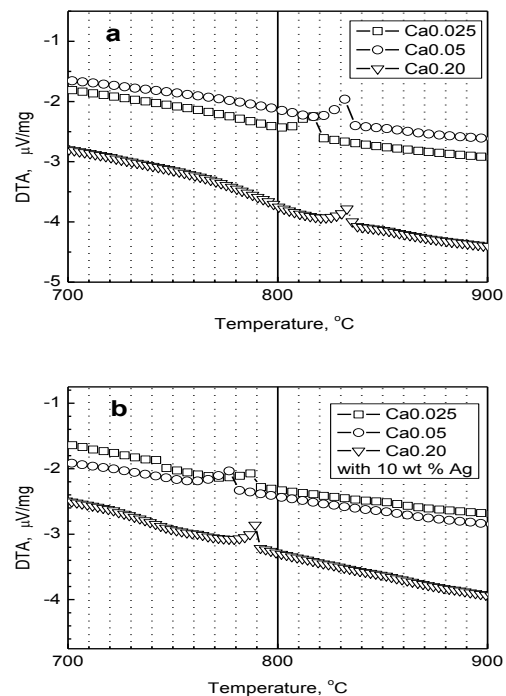 a
Ca0.025
Ca0.05
Ca0.20
-1
-2
-3
-4
-5
DTA, μV/mg
700 800 900
Temperature, °C
b
Ca0.025
Ca0.05
Ca0.20
with 10 wt % Ag
-1
-2
-3
-4
DTA, μV/mg
700 800 900
Temperature, °C